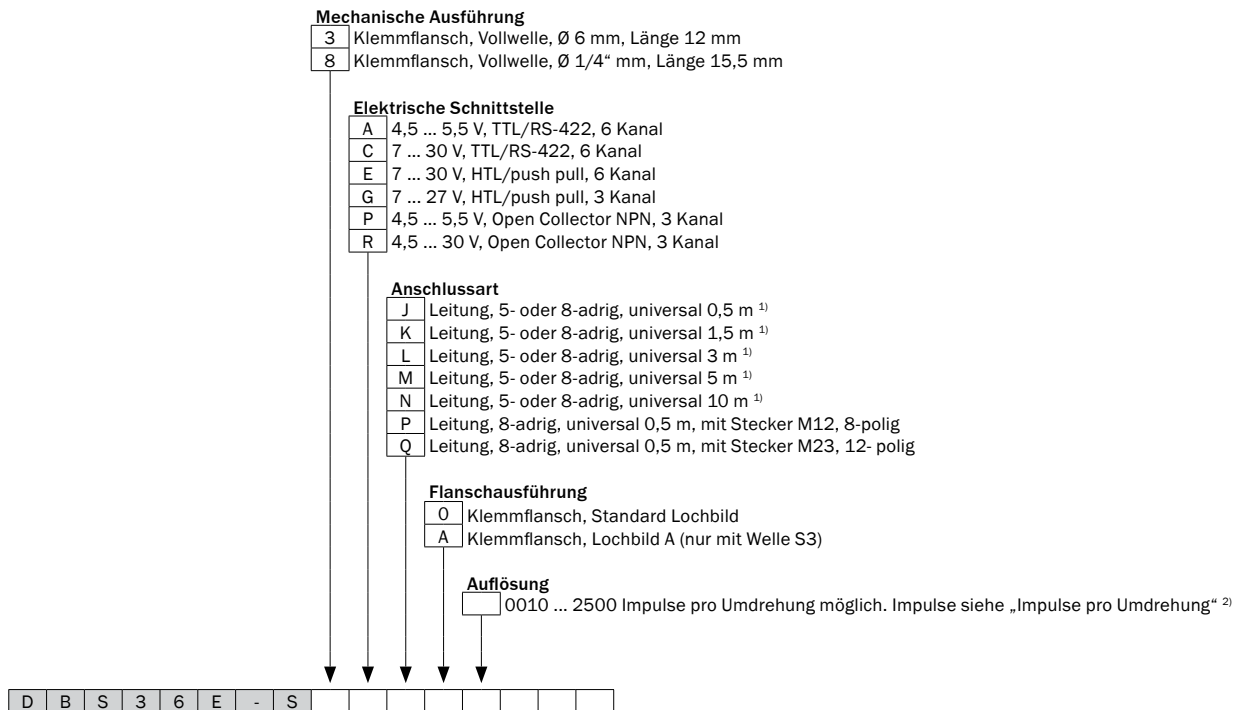 Mechanische Ausführung
3 Klemmflansch, Vollwelle, Ø 6 mm, Länge 12 mm
8 Klemmflansch, Vollwelle, Ø 1/4“ mm, Länge 15,5 mm
Elektrische Schnittstelle
A 4,5 ... 5,5 V, TTL/RS-422, 6 Kanal
C 7 ... 30 V, TTL/RS-422, 6 Kanal
E 7 ... 30 V, HTL/push pull, 6 Kanal
G 7 ... 27 V, HTL/push pull, 3 Kanal
P 4,5 ... 5,5 V, Open Collector NPN, 3 Kanal
R 4,5 ... 30 V, Open Collector NPN, 3 Kanal
Anschlussart
J Leitung, 5- oder 8-adrig, universal 0,5 m 1)
K Leitung, 5- oder 8-adrig, universal 1,5 m 1)
L Leitung, 5- oder 8-adrig, universal 3 m 1)
M Leitung, 5- oder 8-adrig, universal 5 m 1)
N Leitung, 5- oder 8-adrig, universal 10 m 1)
P Leitung, 8-adrig, universal 0,5 m, mit Stecker M12, 8-polig
Q Leitung, 8-adrig, universal 0,5 m, mit Stecker M23, 12- polig
Flanschausführung
0 Klemmflansch, Standard Lochbild
A Klemmflansch, Lochbild A (nur mit Welle S3)
Auflösung
0010 ... 2500 Impulse pro Umdrehung möglich. Impulse siehe „Impulse pro Umdrehung“ 2)
D B S 3 6 E - S